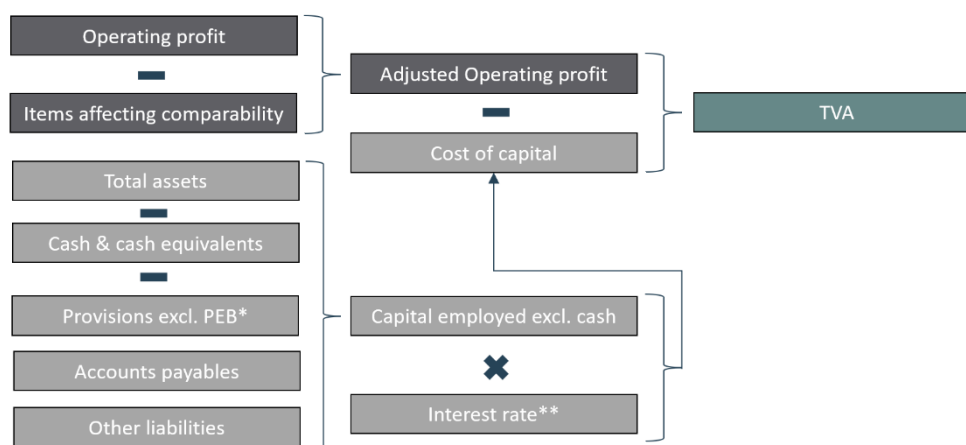 Operating profit
Items affecting comparability
Adjusted Operating profit
Cost of capital
TVA
Total assets
Cash & cash equivalents
Provisions excl. PEB*
Accounts payables
Other liabilities
Capital employed excl. cash
Interest rate**